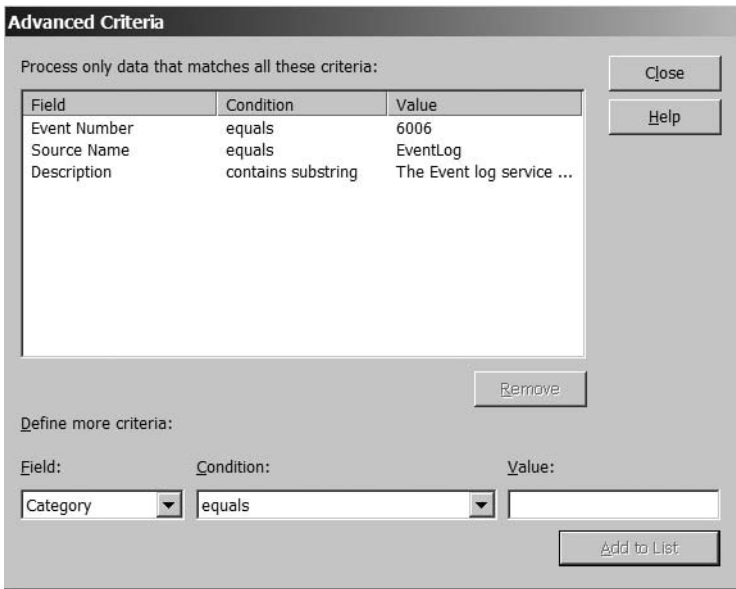 Advanced Criteria
Process only data that matches all these criteria:
Close
Help
Field Condition Value
Event Number equals 6006
Source Name equals EventLog
Description contains substring The Event log service ...
Remove
Define more criteria:
Field: Condition: Value:
Category equals
Add to List